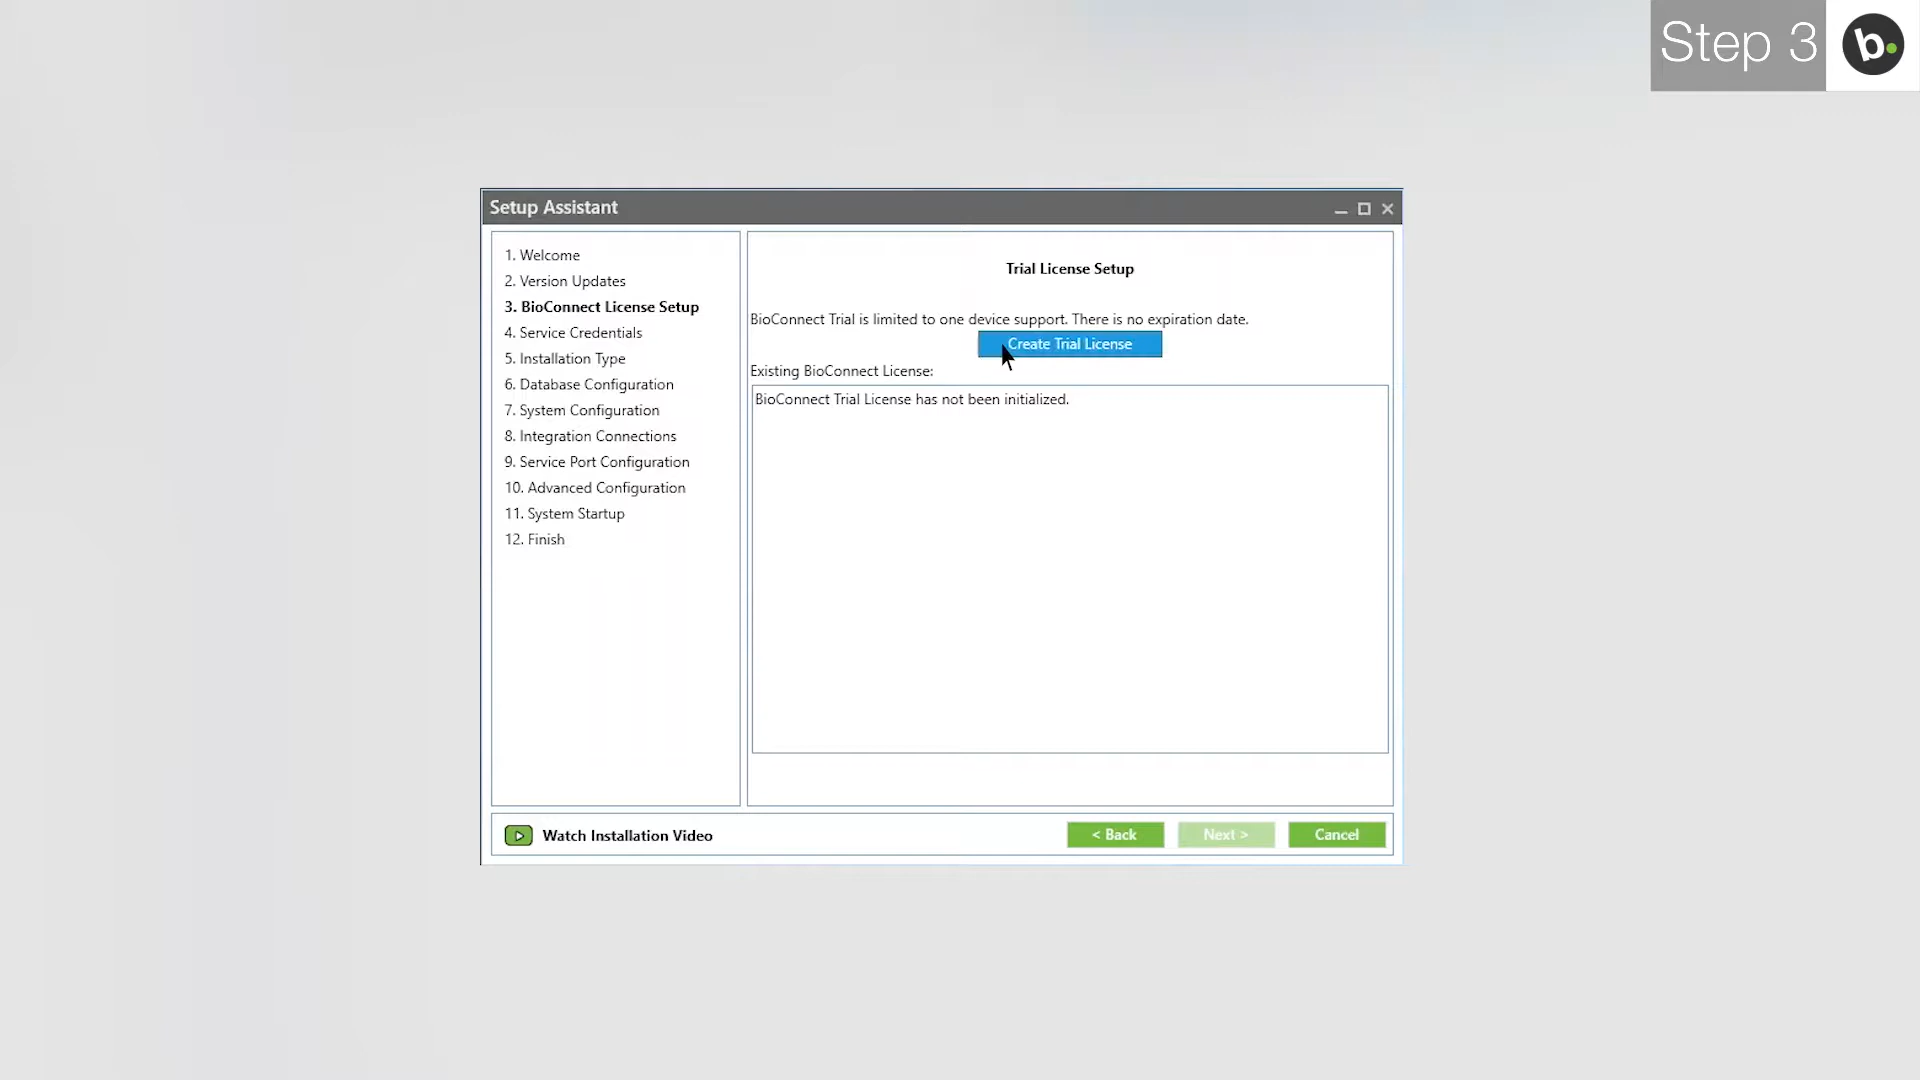 Step 3
b.
Setup Assistant
1. Welcome
2. Version Updates
3. BioConnect License Setup
4. Service Credentials
5. Installation Type
6. Database Configuration
7. System Configuration
8. Integration Connections
9. Service Port Configuration
10. Advanced Configuration
11. System Startup
12. Finish
Trial License Setup
BioConnect Trial is limited to one device support. There is no expiration date.
Create Trial License
Existing BioConnect License:
BioConnect Trial License has not been initialized.
Watch Installation Video
< Back
Next >
Cancel